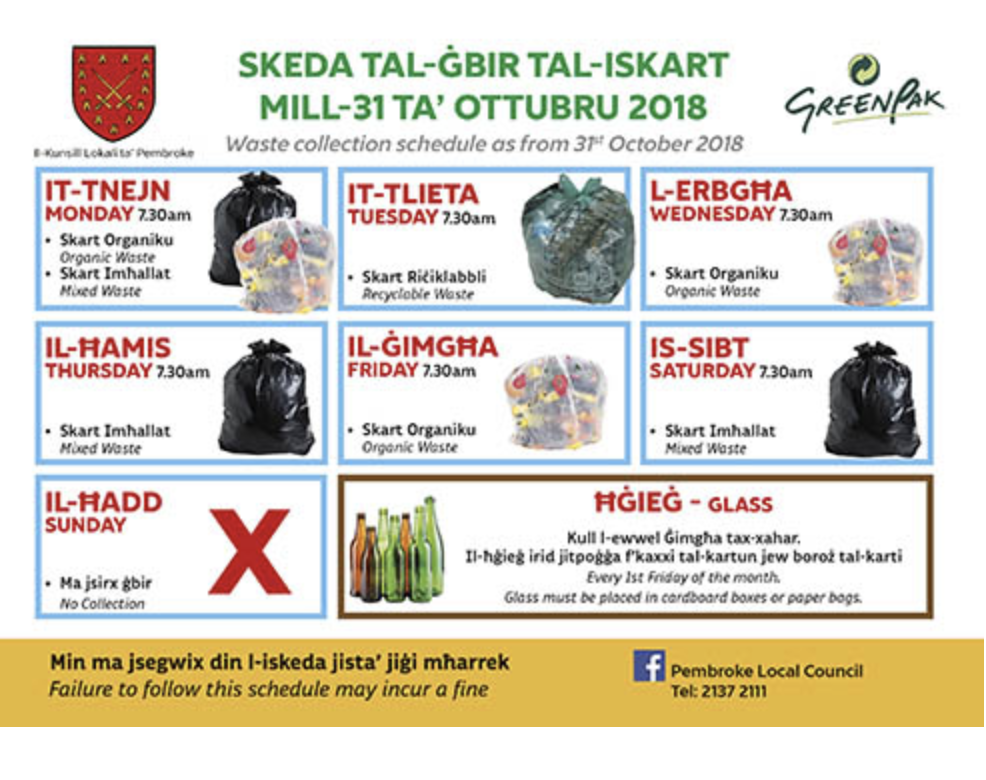 SKEDA TAL-ĠBIR TAL-ISKART
MILL-31 TA' OTTUBRU 2018
Waste collection schedule as from 31st October 2018
Il-Kunsill Lokali ta' Pembroke
GREENPAK
IT-TNEJN
MONDAY 7.30am
• Skart Organiku
Organic Waste
• Skart Imħallat
Mixed Waste
IT-TLIETA
TUESDAY 7.30am
• Skart Riċiklabbli
Recyclable Waste
L-ERBGĦA
WEDNESDAY 7.30am
• Skart Organiku
Organic Waste
IL-ĦAMIS
THURSDAY 7.30am
• Skart Imħallat
Mixed Waste
IL-ĠIMGĦA
FRIDAY 7.30am
• Skart Organiku
Organic Waste
IS-SIBT
SATURDAY 7.30am
• Skart Imħallat
Mixed Waste
IL-ĦADD
SUNDAY
X
• Ma jsirx ġbir
No Collection
ĦĠIEĠ - GLASS
Kull l-ewwel Ġimgħa tax-xahar.
Il-ħġieġ irid jitpoġġa f'kaxxi tal-kartun jew boroż tal-karti
Every 1st Friday of the month.
Glass must be placed in cardboard boxes or paper bags.
Min ma jsegwix din l-iskeda jista' jiġi mħarrek
Failure to follow this schedule may incur a fine
f Pembroke Local Council
Tel: 2137 2111